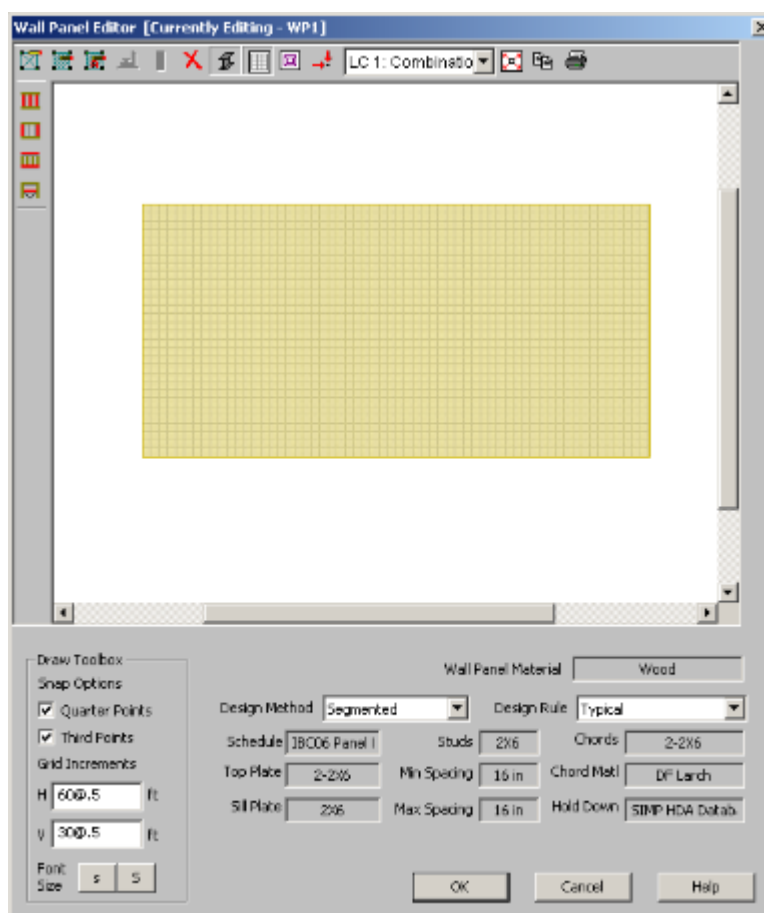 Wall Panel Editor [Currently Editing - WP1]
LC 1: Combinatio
Draw Toolbox
Snap Options
Quarter Points
Third Points
Grid Increments
H 60@.5 ft
V 30@.5 ft
Font Size s S
Wall Panel Material Wood
Design Method Segmented Design Rule Typical
Schedule IBC06 Panel I Studs 2X6 Chords 2-2X6
Top Plate 2-2X6 Min Spacing 16 in Chord Matl DF Larch
Sill Plate 2X6 Max Spacing 16 in Hold Down SIMP HDA Datab.
OK Cancel Help